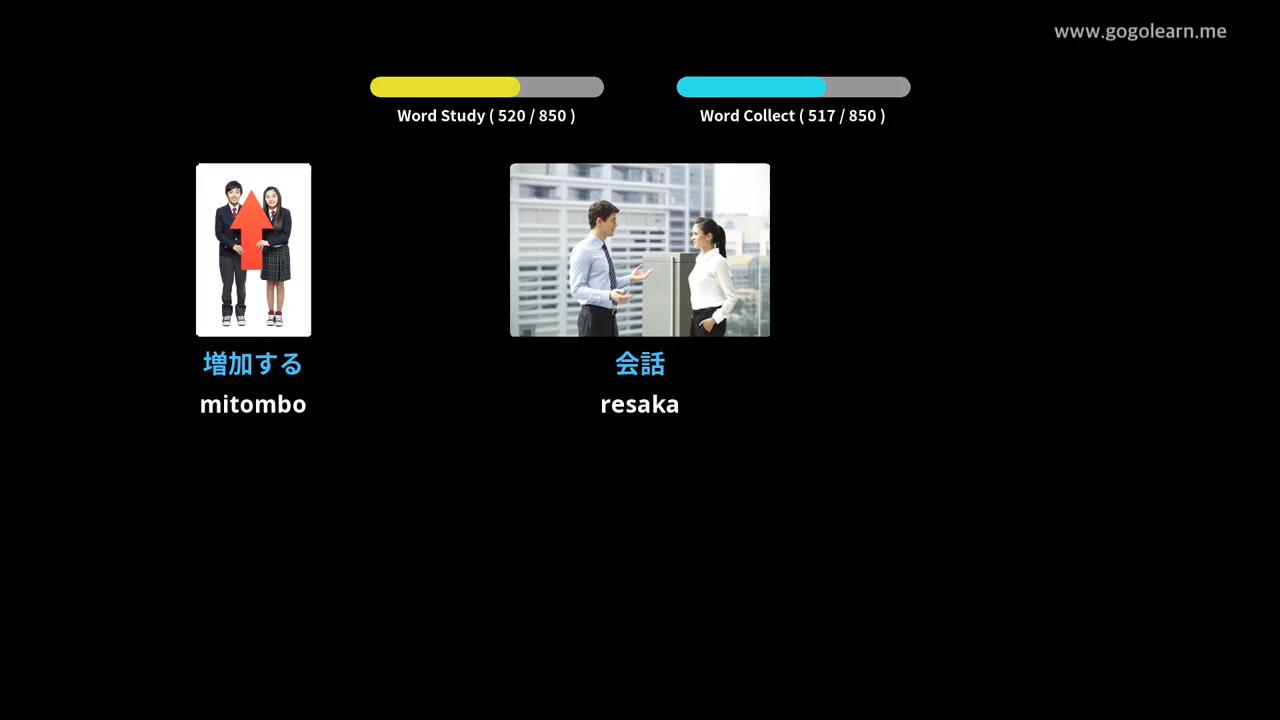 www.gogolearn.me
Word Study ( 520 / 850 )
Word Collect ( 517 / 850 )
増加する
mitombo
会話
resaka